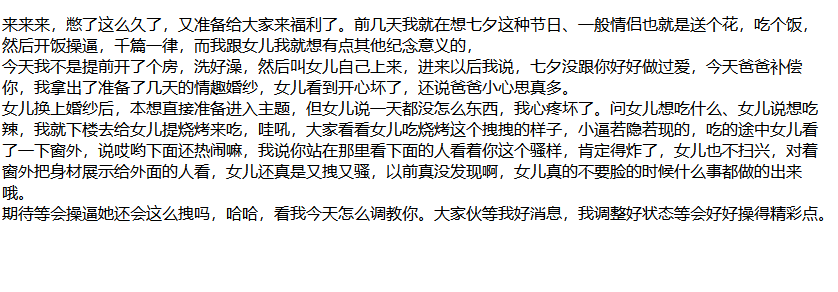 来来来，憋了这么久了，又准备给大家来福利了。前几天我就在想七夕这种节日、一般情侣也就是送个花，吃个饭，
然后开饭操逼，千篇一律，而我跟女儿我就想有点其他纪念意义的，
今天我不是提前开了个房，洗好澡，然后叫女儿自己上来，进来以后我说，七夕没跟你好好做过爱，今天爸爸补偿
你，我拿出了准备了几天的情趣婚纱，女儿看到开心坏了，还说爸爸小心思真多。
女儿换上婚纱后，本想直接准备进入主题，但女儿说一天都没怎么东西，我心疼坏了。问女儿想吃什么、女儿说想吃
辣，我就下楼去给女儿提烧烤来吃，哇吼，大家看看女儿吃烧烤这个拽拽的样子，小逼若隐若现的，吃的途中女儿看
了一下窗外，说哎哟下面还热闹嘛，我说你站在那里看下面的人看着你这个骚样，肯定得炸了，女儿也不扫兴，对着
窗外把身材展示给外面的人看，女儿还真是又拽又骚，以前真没发现啊，女儿真的不要脸的时候什么事都做的出来
哦。
期待等会操逼她还会这么拽吗，哈哈，看我今天怎么调教你。大家伙等我好消息，我调整好状态等会好好操得精彩点。